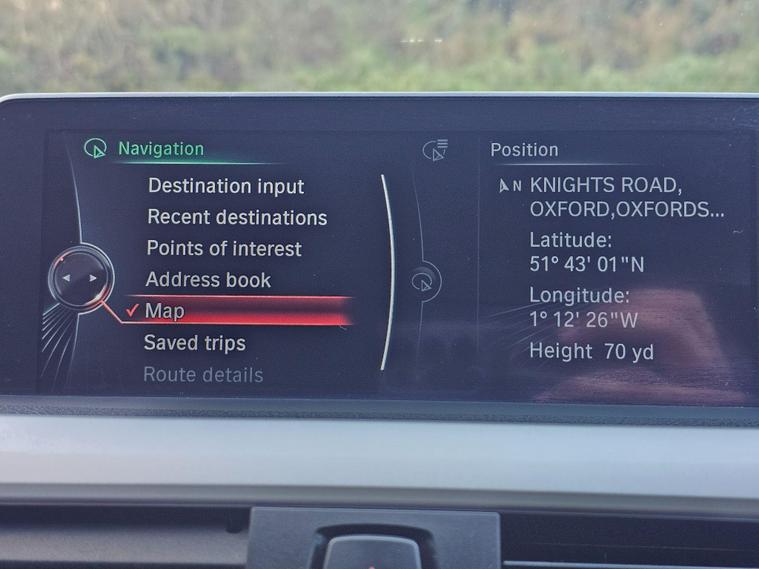 Navigation
Destination input
Recent destinations
Points of interest
Address book
Map
Saved trips
Route details
Position
N KNIGHTS ROAD,
OXFORD,OXFORDS...
Latitude:
51° 43' 01"N
Longitude:
1° 12' 26"W
Height 70 yd